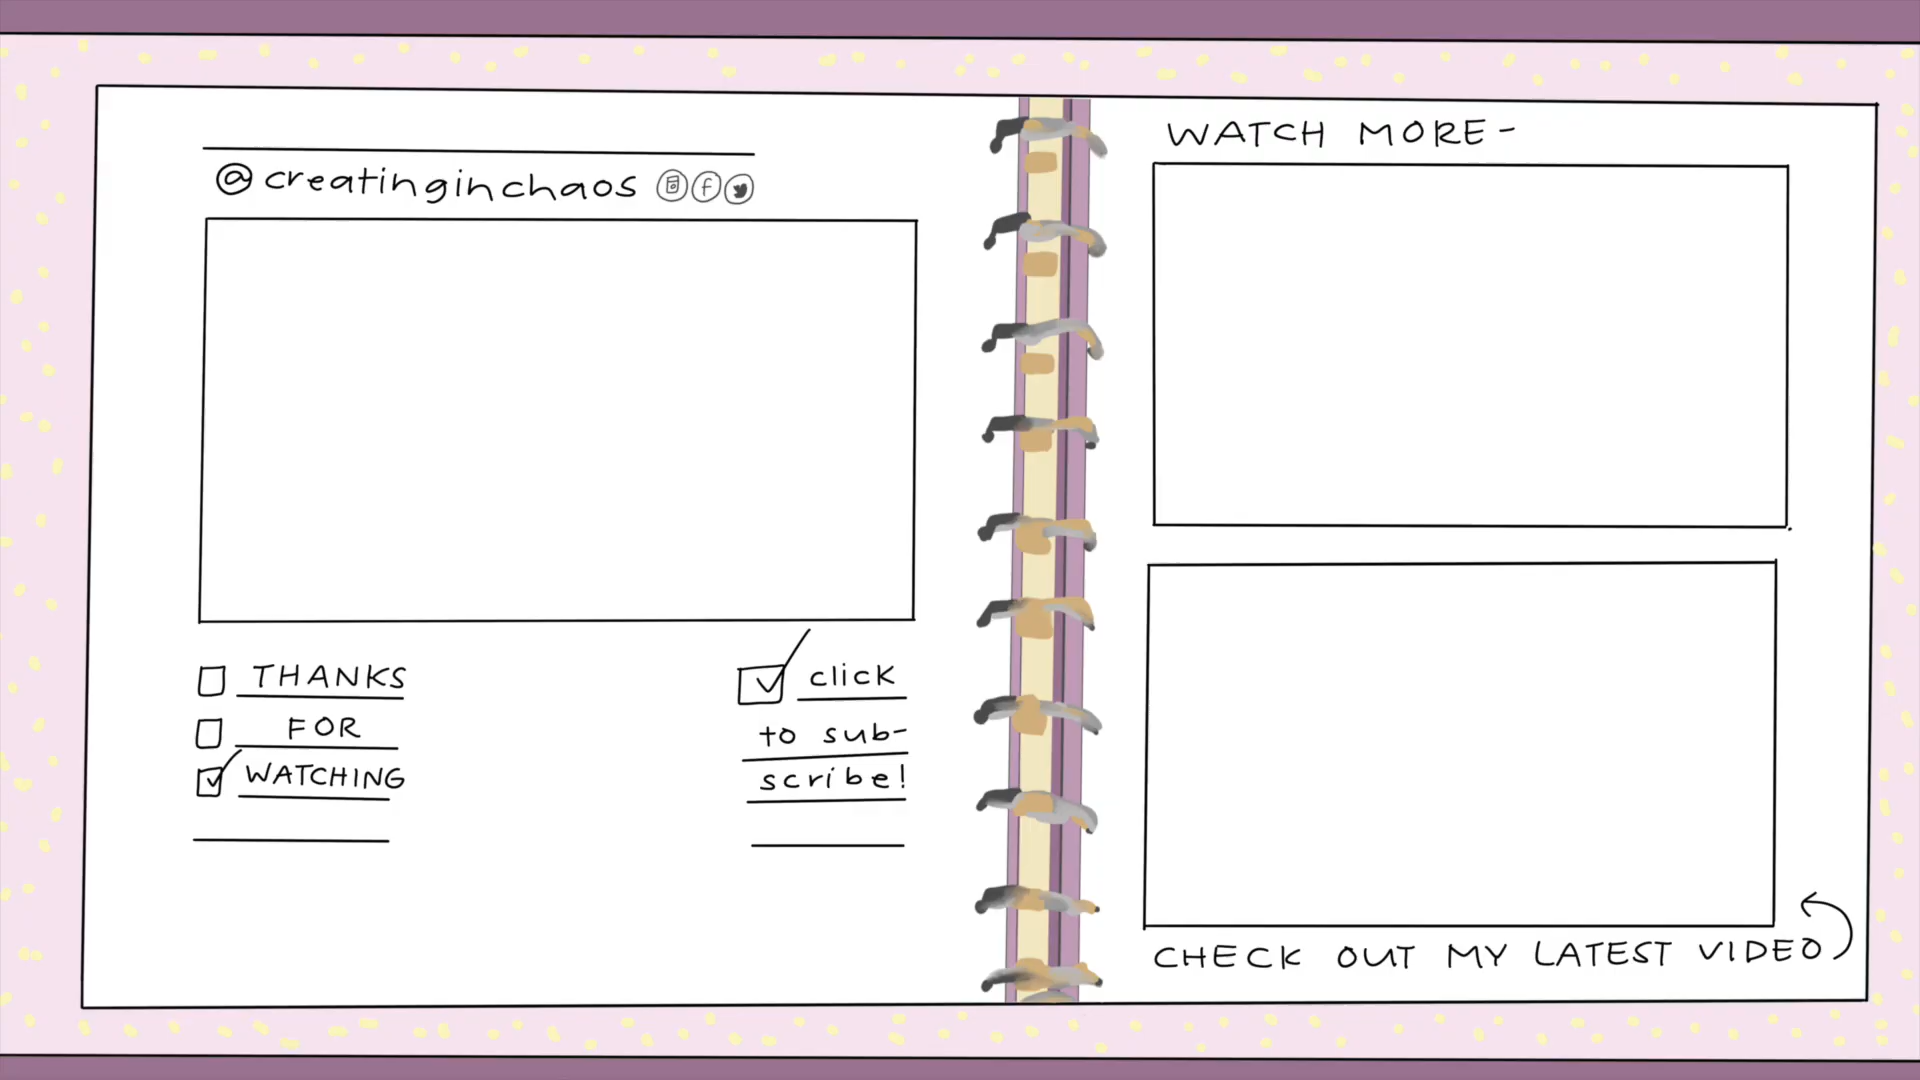 @creatinginchaos
THANKS
FOR
WATCHING
click
to sub-
scribe!
WATCH MORE-
CHECK OUT MY LATEST VIDEO